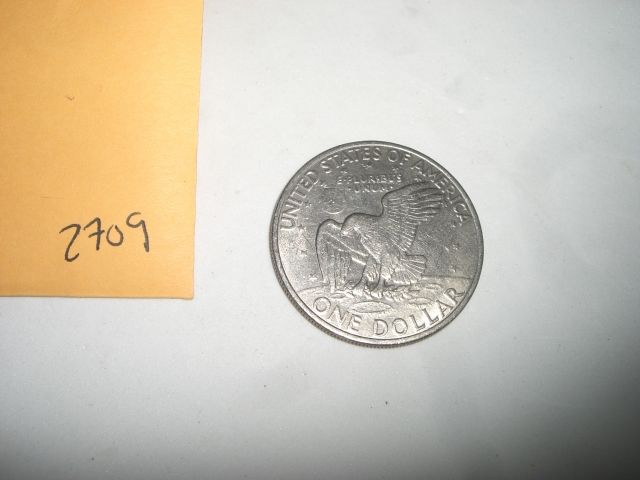 2709
UNITED STATES OF AMERICA
E PLURIBUS
UNUM
ONE DOLLAR